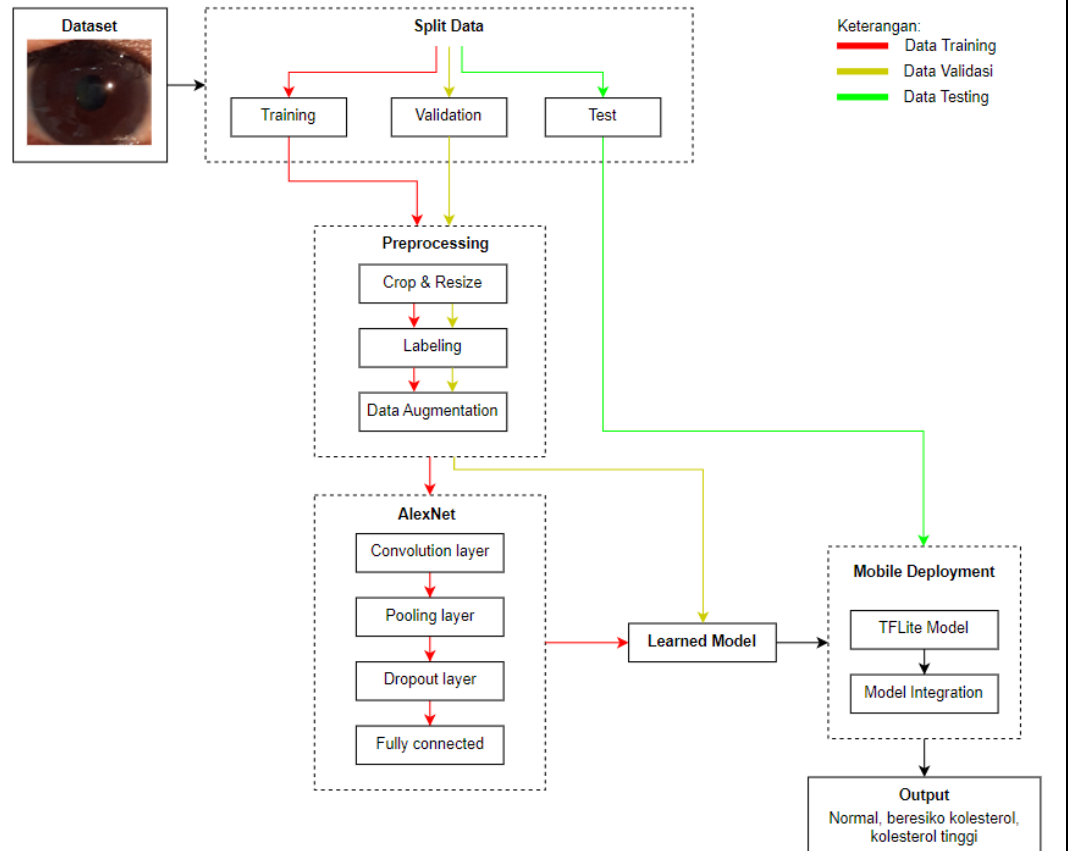 Dataset
Split Data
Keterangan:
Data Training
Data Validasi
Data Testing
Training
Validation
Test
Preprocessing
Crop & Resize
Labeling
Data Augmentation
AlexNet
Convolution layer
Pooling layer
Dropout layer
Fully connected
Learned Model
Mobile Deployment
TFLite Model
Model Integration
Output
Normal, beresiko kolesterol,
kolesterol tinggi